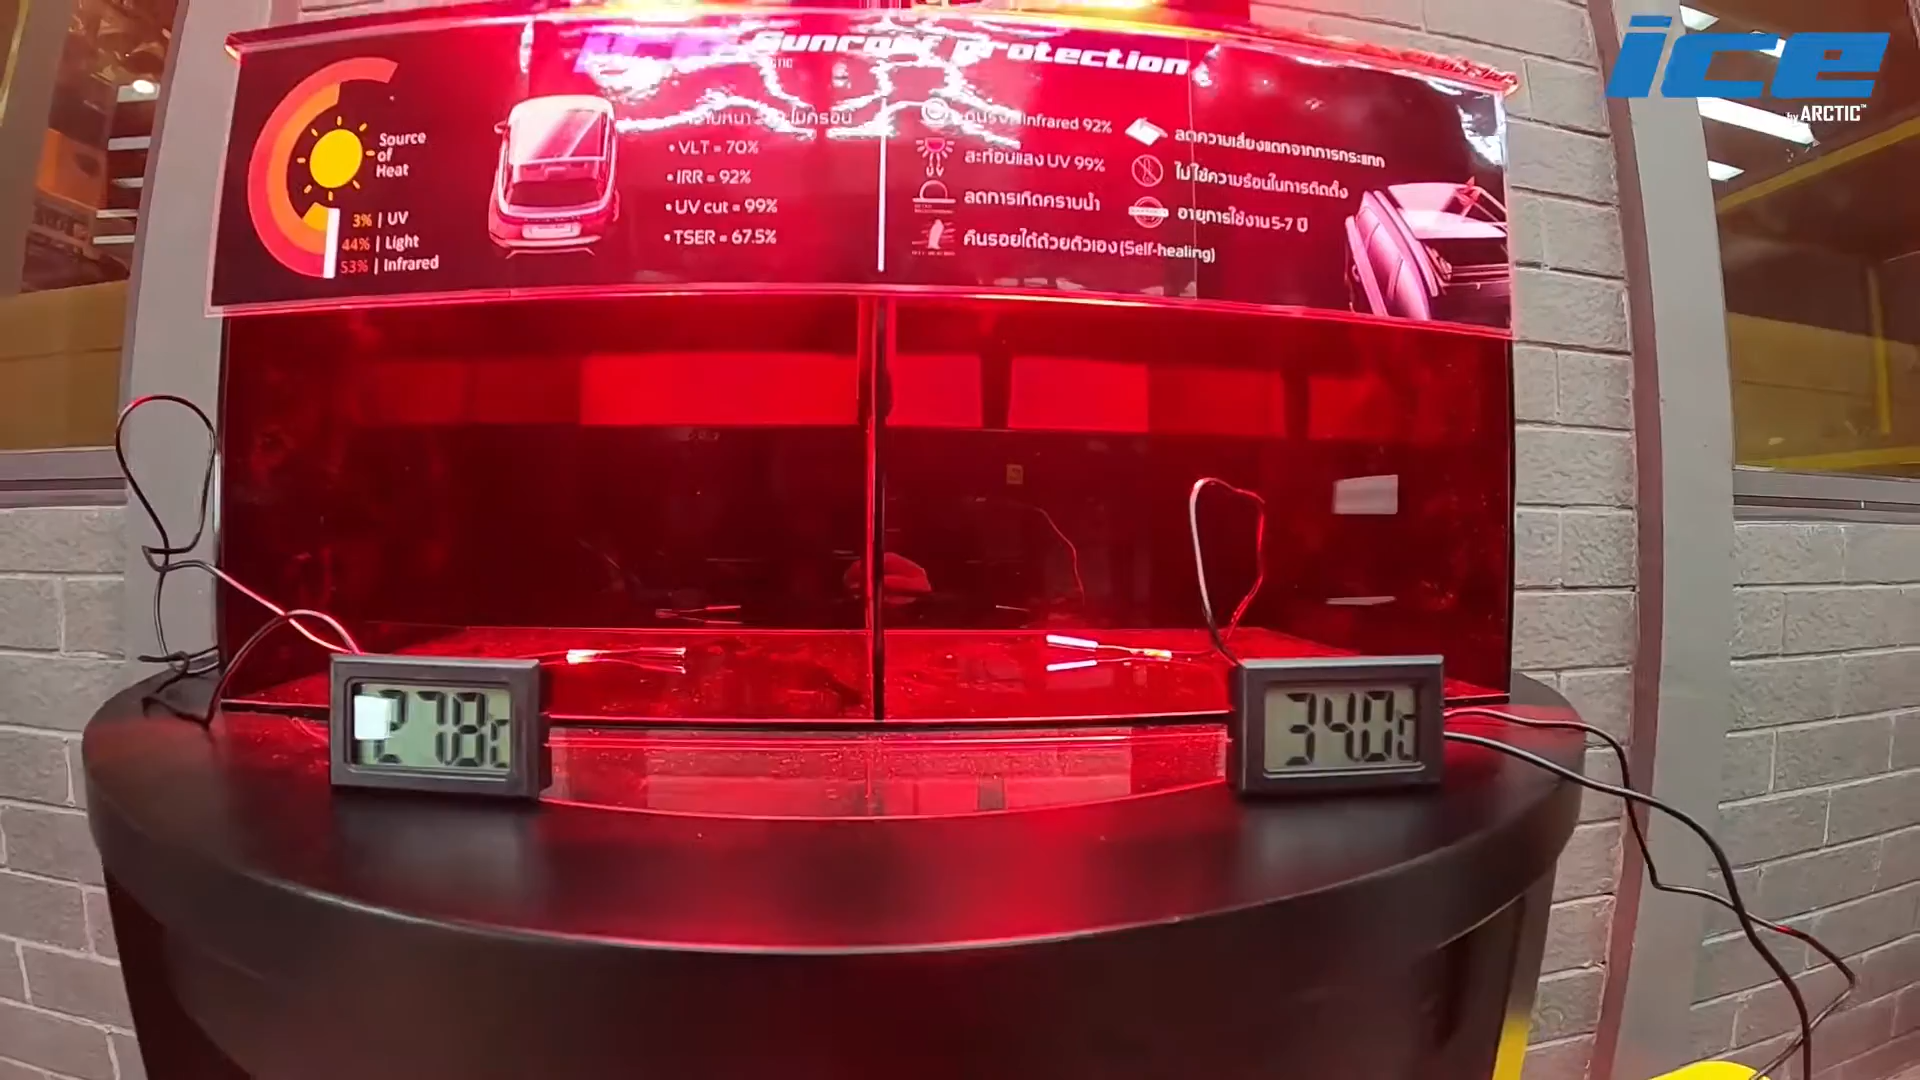 ice
by ARCTIC™
Sunroof protection
Source
of
Heat
3% | UV
44% | Light
53% | Infrared
• VLT = 70%
• IRR = 92%
• UV cut = 99%
• TSER = 67.5%
Infrared 92%
สะท้อนแสง UV 99%
ลดการเกิดคราบน้ำ
คืนรอยได้ด้วยตัวเอง (Self-healing)
ลดความเสี่ยงแตกจากการกระแทก
ไม่ใช้ความร้อนในการติดตั้ง
อายุการใช้งาน 5-7 ปี
27.8°C
34.0°C